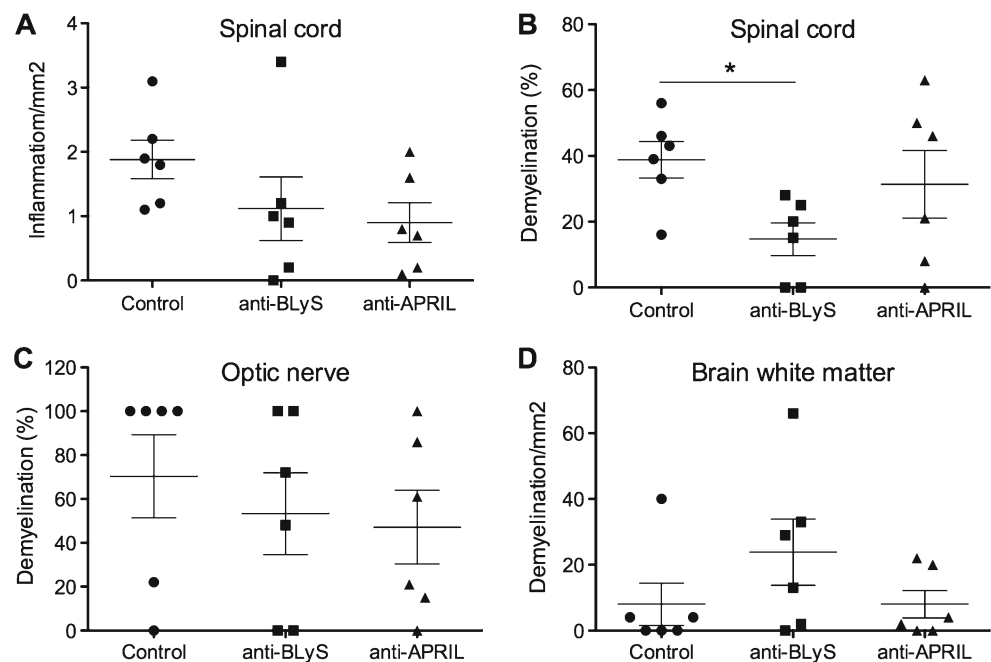 A
Spinal cord
Inflammatiom/mm2
4
3
2
1
0
Control
anti-BLyS
anti-APRIL
B
Spinal cord
Demyelination (%)
80
60
40
20
0
*
Control
anti-BLyS
anti-APRIL
C
Optic nerve
Demyelination (%)
120
100
80
60
40
20
0
Control
anti-BLyS
anti-APRIL
D
Brain white matter
Demyelination/mm2
80
60
40
20
0
Control
anti-BLyS
anti-APRIL